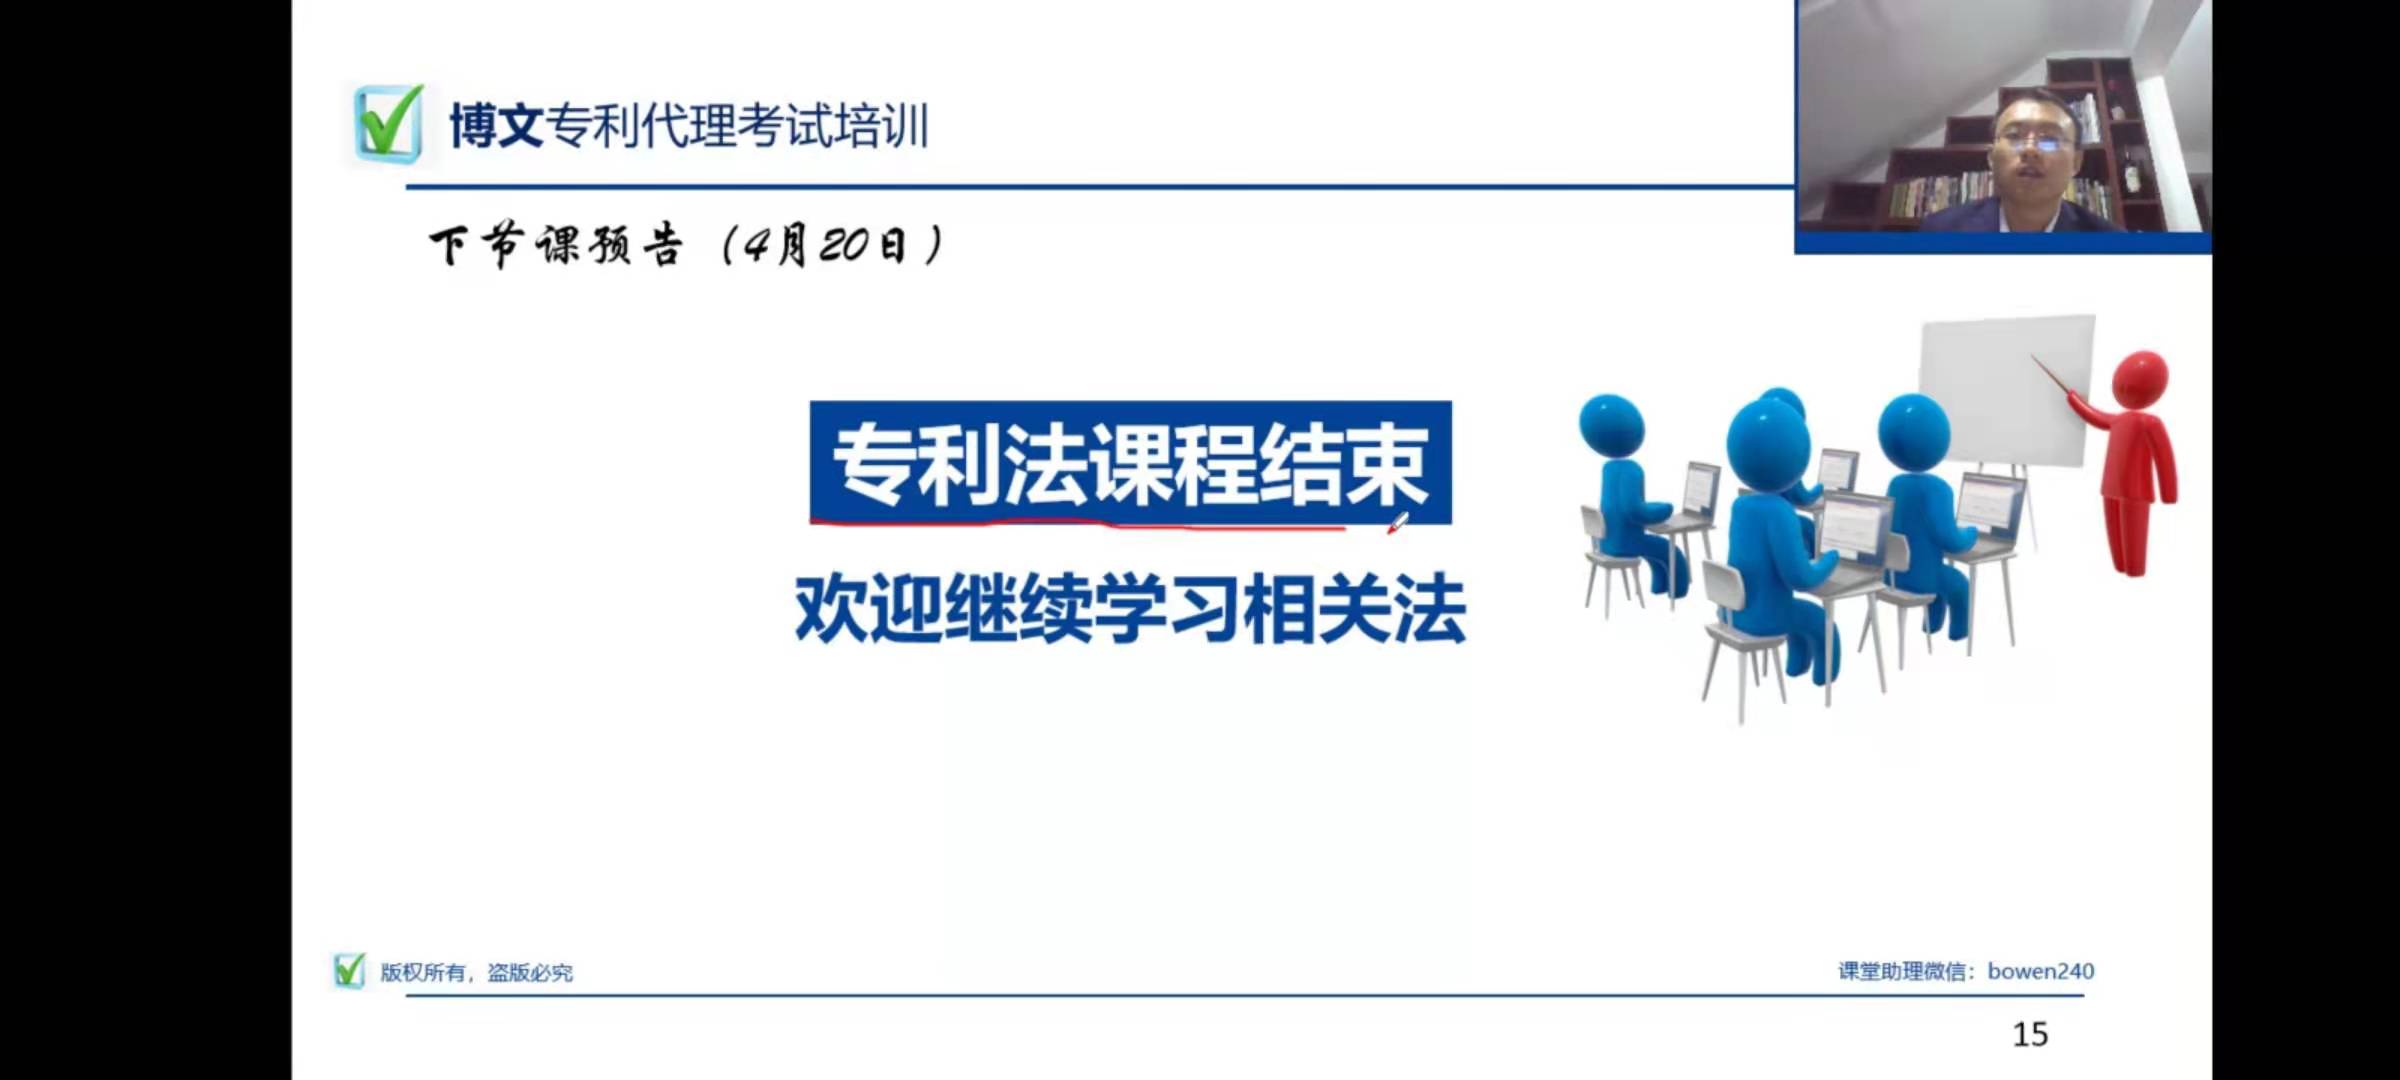 博文专利代理考试培训
下节课预告（4月20日）
专利法课程结束
欢迎继续学习相关法
版权所有，盗版必究
课堂助理微信：bowen240
15